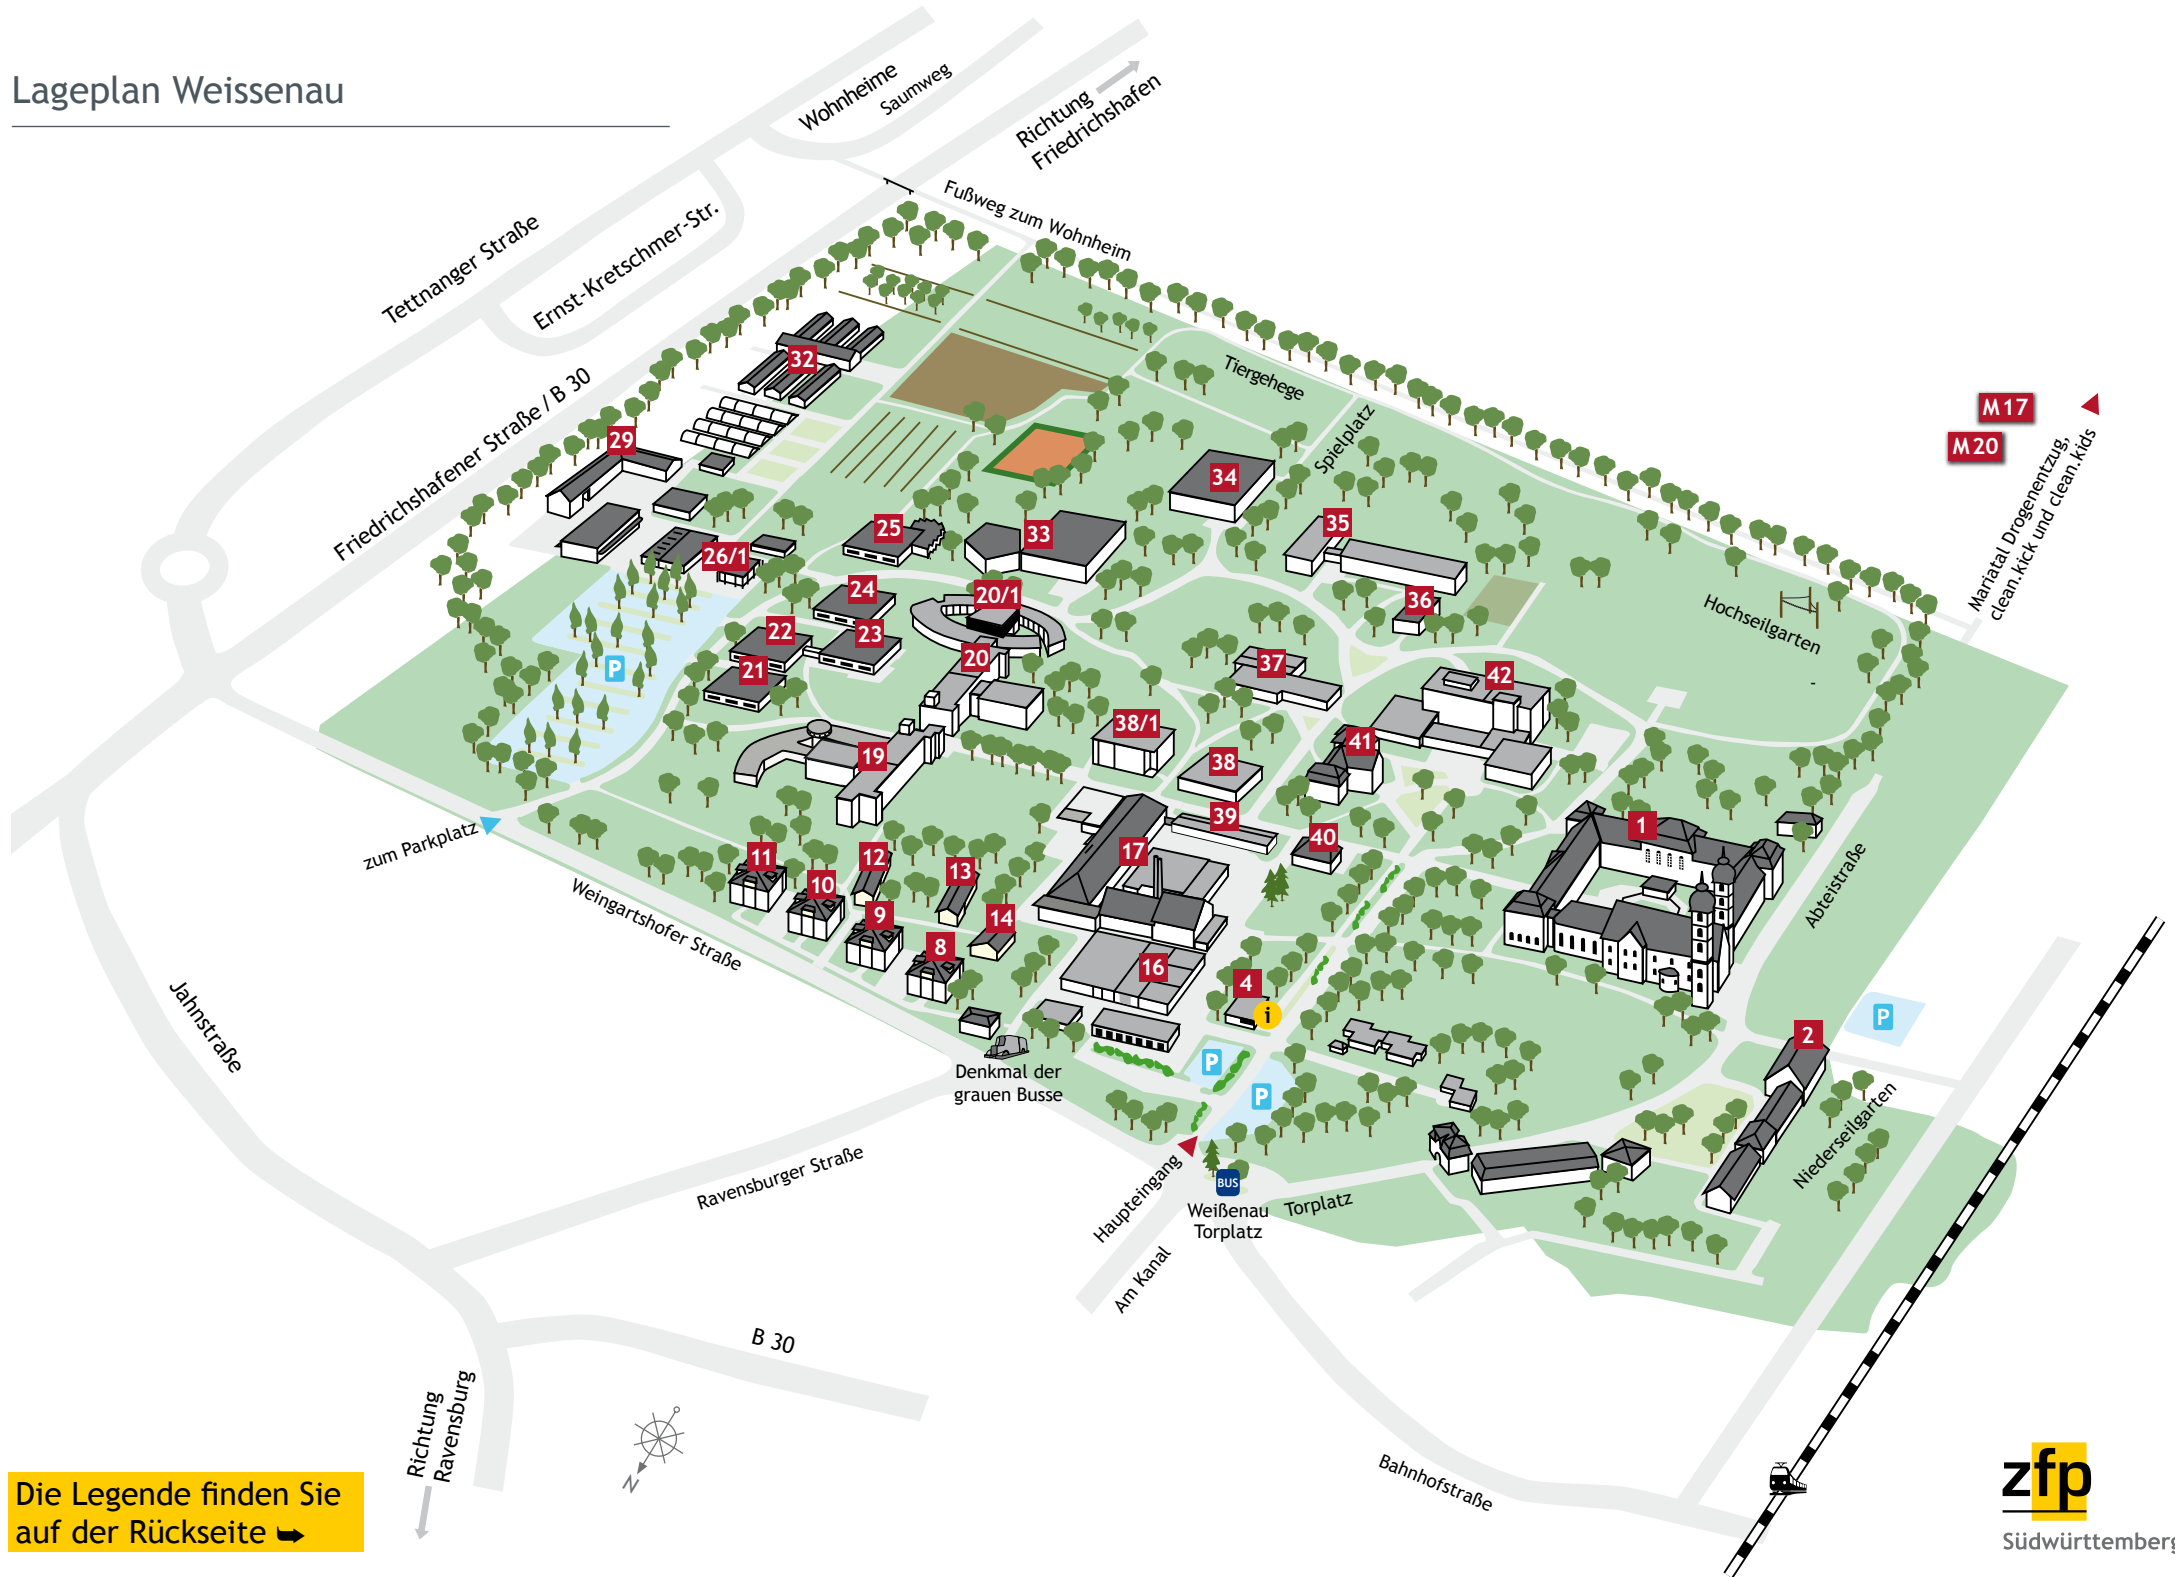 Lageplan Weissenau
Wohnheime
Saumweg
Richtung
Friedrichshafen
Fußweg zum Wohnheim
Tettnanger Straße
Ernst-Kretschmer-Str.
Friedrichshafener Straße / B 30
Tiergehege
Spielplatz
32
29
M 17
M 20
Mariatal Drogenentzug,
clean.kick und clean.kids
34
35
25
33
26/1
24
20/1
36
Hochseilgarten
22
23
21
20
37
42
P
38/1
41
19
38
39
40
1
zum Parkplatz
17
11
12
10
13
9
14
8
Weingartshofer Straße
Abteistraße
16
4
i
Jahnstraße
P
2
Denkmal der
grauen Busse
P
P
Niederseilgarten
Ravensburger Straße
Haupteingang
BUS
Weißenau
Torplatz
Torplatz
Am Kanal
B 30
Richtung
Ravensburg
N
Bahnhofstraße
Die Legende finden Sie
auf der Rückseite
zfp
Südwürttemberg